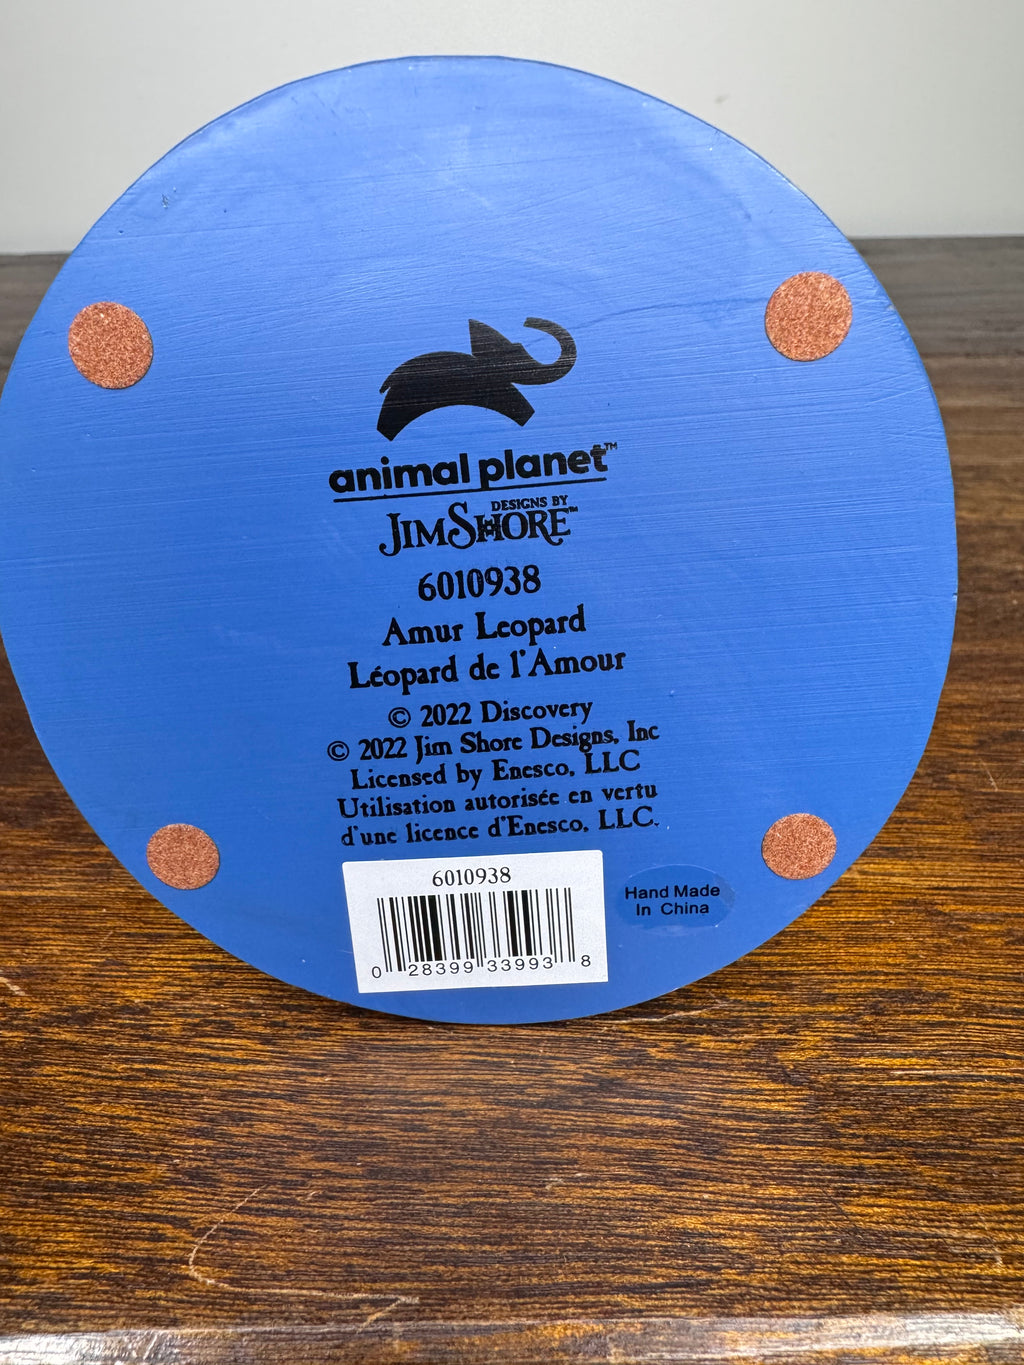 animal planet™
DESIGNS BY
JIM SHORE™
6010938
Amur Leopard
Léopard de l'Amour
© 2022 Discovery
© 2022 Jim Shore Designs, Inc
Licensed by Enesco, LLC
Utilisation autorisée en vertu
d'une licence d'Enesco, LLC.
6010938
0 28399 33993 8
Hand Made
In China